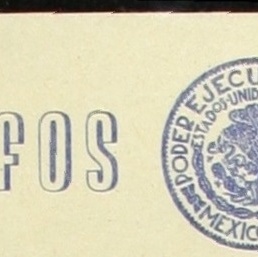 FOS
PODER EJECU
ESTADOS UNID
MEXIC